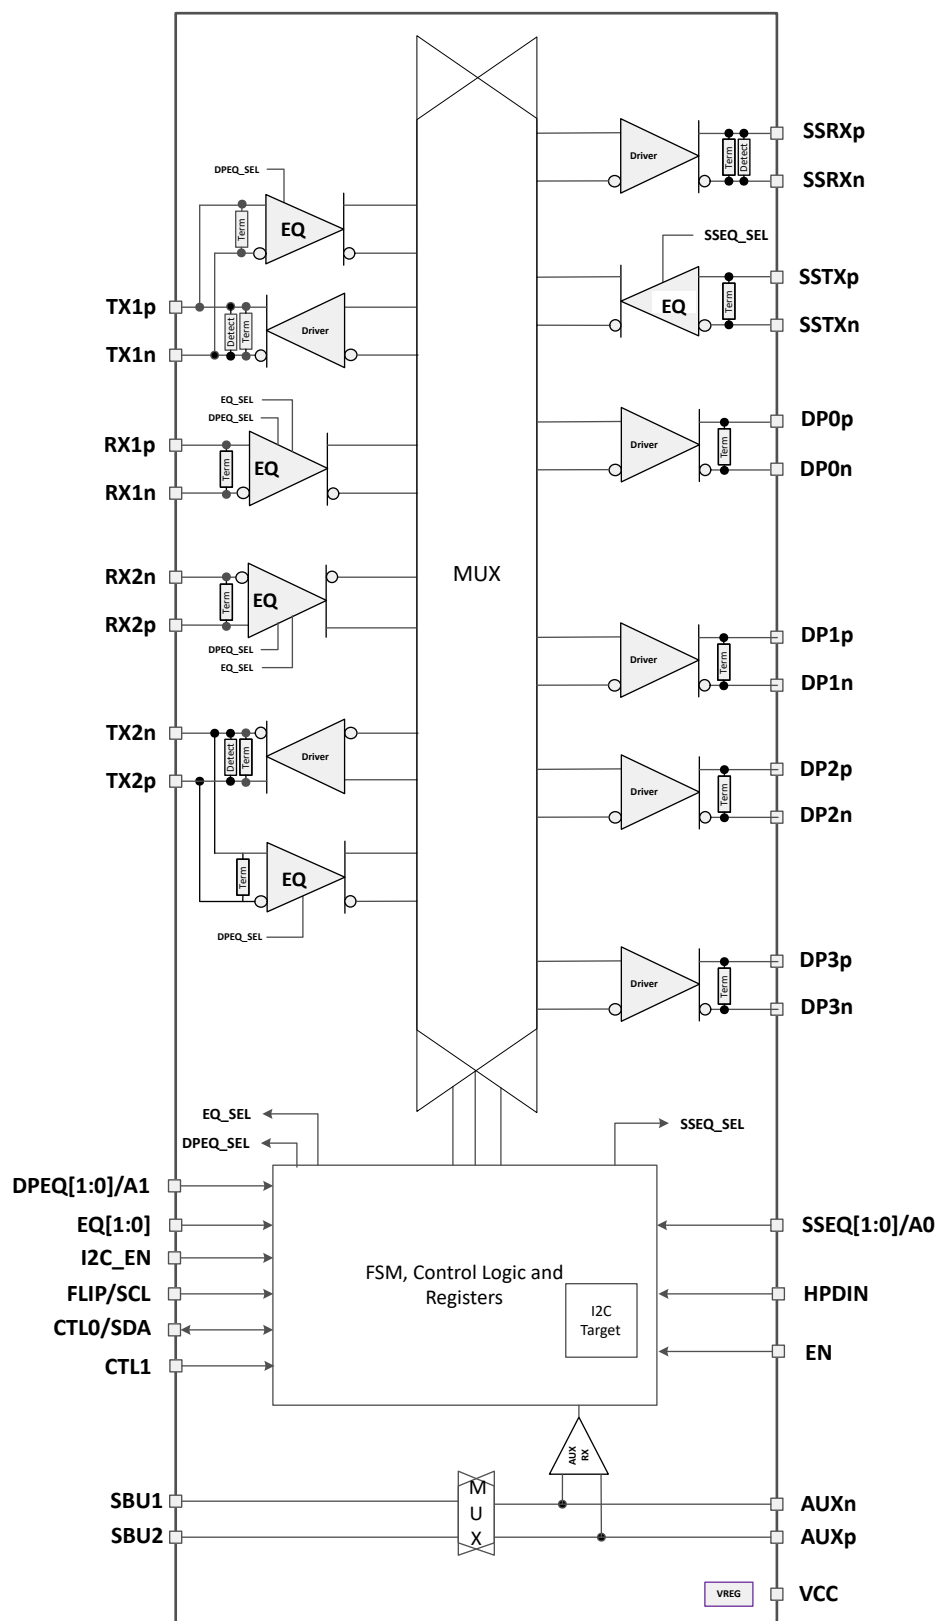 SSRXp
Driver
Term
Detect
SSRXn
DPEQ_SEL
EQ
Term
SSEQ_SEL
SSTXp
EQ
Term
SSTXn
TX1p
Detect
Term
Driver
TX1n
EQ_SEL
DPEQ_SEL
RX1p
EQ
Term
RX1n
DP0p
Driver
Term
DP0n
MUX
RX2n
EQ
Term
RX2p
DPEQ_SEL
EQ_SEL
DP1p
Driver
Term
DP1n
TX2n
Detect
Term
Driver
TX2p
DP2p
Driver
Term
DP2n
EQ
Term
DPEQ_SEL
DP3p
Driver
Term
DP3n
EQ_SEL
DPEQ_SEL
SSEQ_SEL
DPEQ[1:0]/A1
EQ[1:0]
I2C_EN
FLIP/SCL
CTL0/SDA
CTL1
FSM, Control Logic and
Registers
I2C
Target
SSEQ[1:0]/A0
HPDIN
EN
AUX
RX
SBU1
SBU2
M
U
X
AUXn
AUXp
VREG
VCC